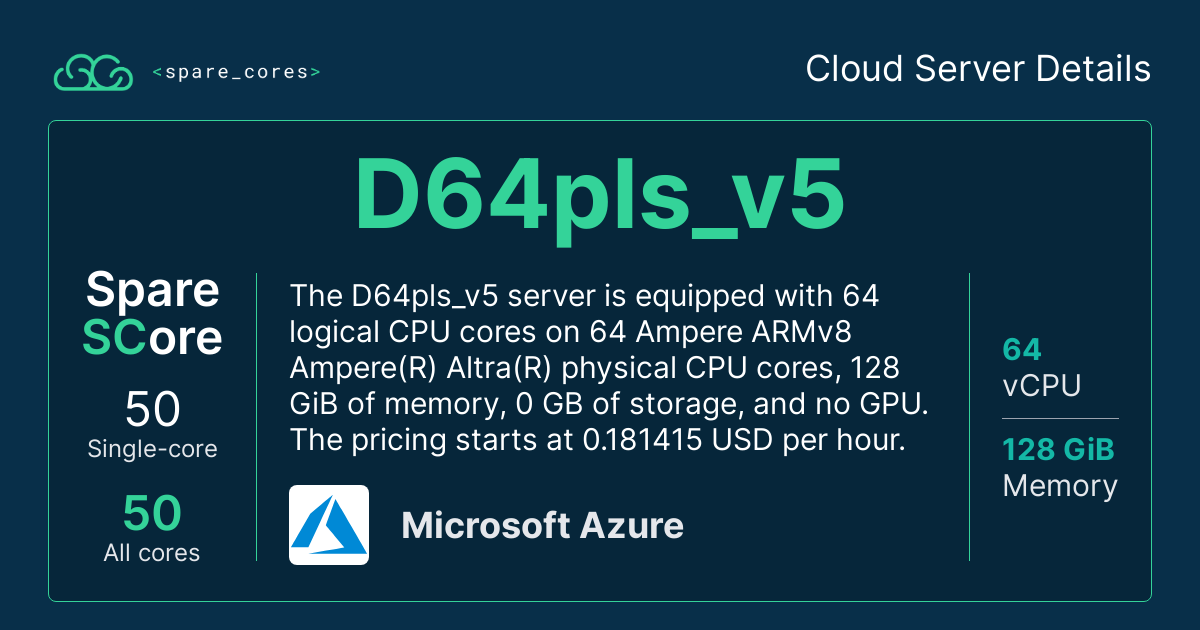 <spare_cores>
Cloud Server Details
D64pls_v5
Spare
SCore
50
Single-core
50
All cores
The D64pls_v5 server is equipped with 64
logical CPU cores on 64 Ampere ARMv8
Ampere(R) Altra(R) physical CPU cores, 128
GiB of memory, 0 GB of storage, and no GPU.
The pricing starts at 0.181415 USD per hour.
Microsoft Azure
64
vCPU
128 GiB
Memory